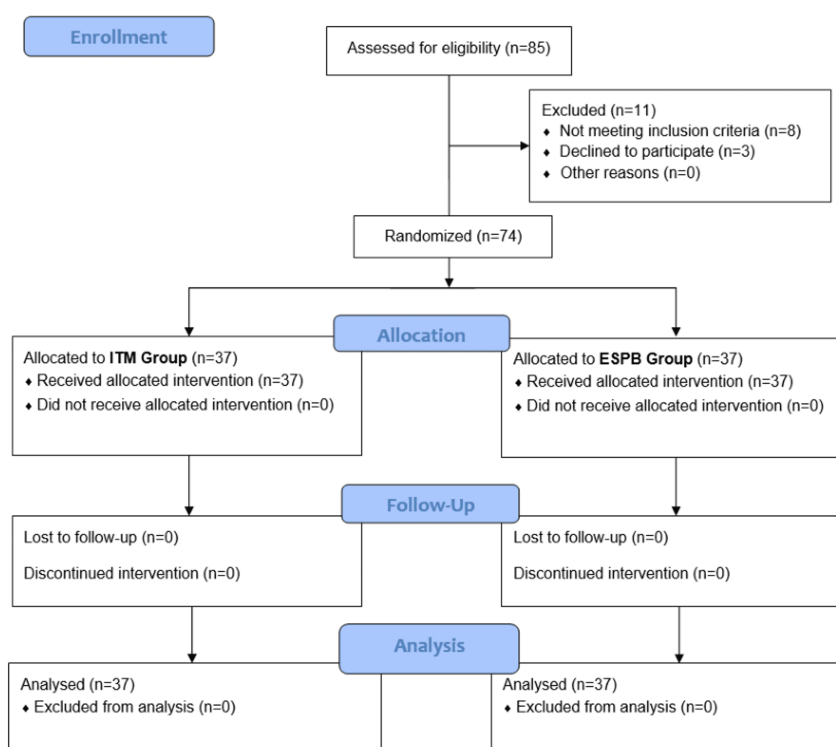 Enrollment
Assessed for eligibility (n=85)
Excluded (n=11)
♦ Not meeting inclusion criteria (n=8)
♦ Declined to participate (n=3)
♦ Other reasons (n=0)
Randomized (n=74)
Allocation
Allocated to ITM Group (n=37)
♦ Received allocated intervention (n=37)
♦ Did not receive allocated intervention (n=0)
Allocated to ESPB Group (n=37)
♦ Received allocated intervention (n=37)
♦ Did not receive allocated intervention (n=0)
Follow-Up
Lost to follow-up (n=0)
Discontinued intervention (n=0)
Lost to follow-up (n=0)
Discontinued intervention (n=0)
Analysis
Analysed (n=37)
♦ Excluded from analysis (n=0)
Analysed (n=37)
♦ Excluded from analysis (n=0)